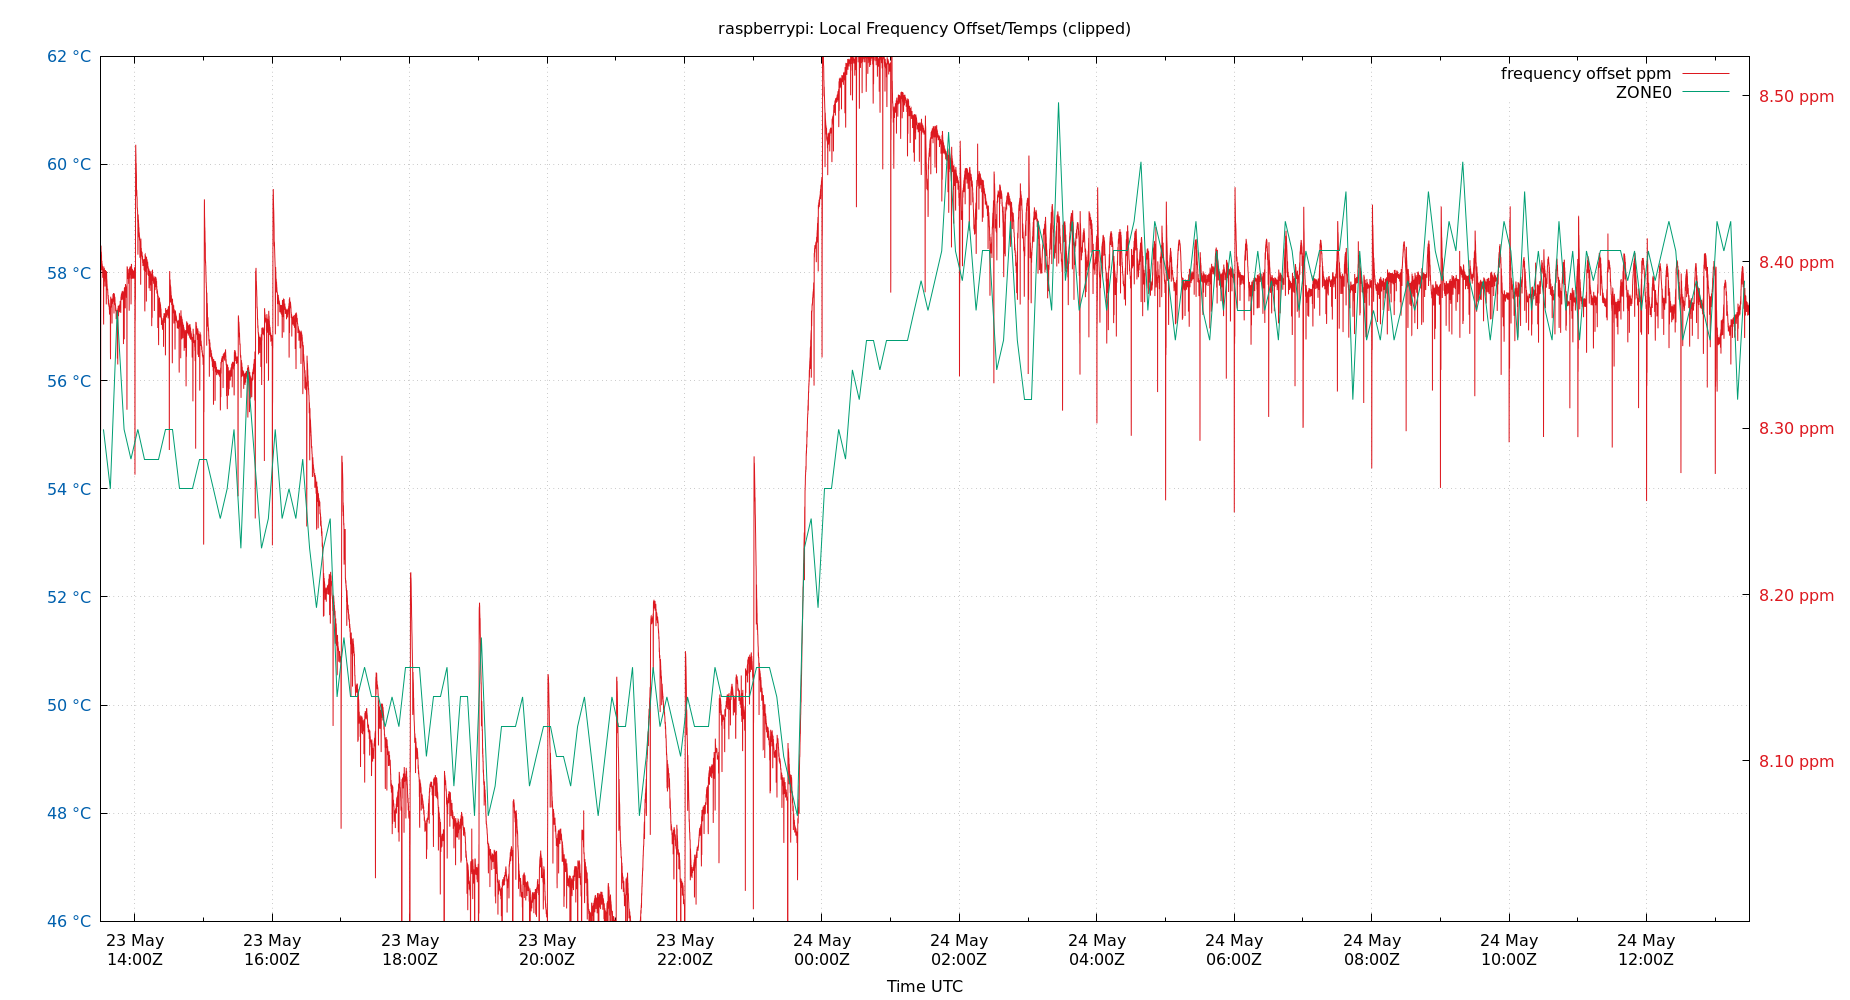 raspberrypi: Local Frequency Offset/Temps (clipped)
frequency offset ppm
ZONE0
62 °C
60 °C
58 °C
56 °C
54 °C
52 °C
50 °C
48 °C
46 °C
8.50 ppm
8.40 ppm
8.30 ppm
8.20 ppm
8.10 ppm
23 May 23 May 23 May 23 May 23 May 24 May 24 May 24 May 24 May 24 May 24 May 24 May
14:00Z 16:00Z 18:00Z 20:00Z 22:00Z 00:00Z 02:00Z 04:00Z 06:00Z 08:00Z 10:00Z 12:00Z
Time UTC